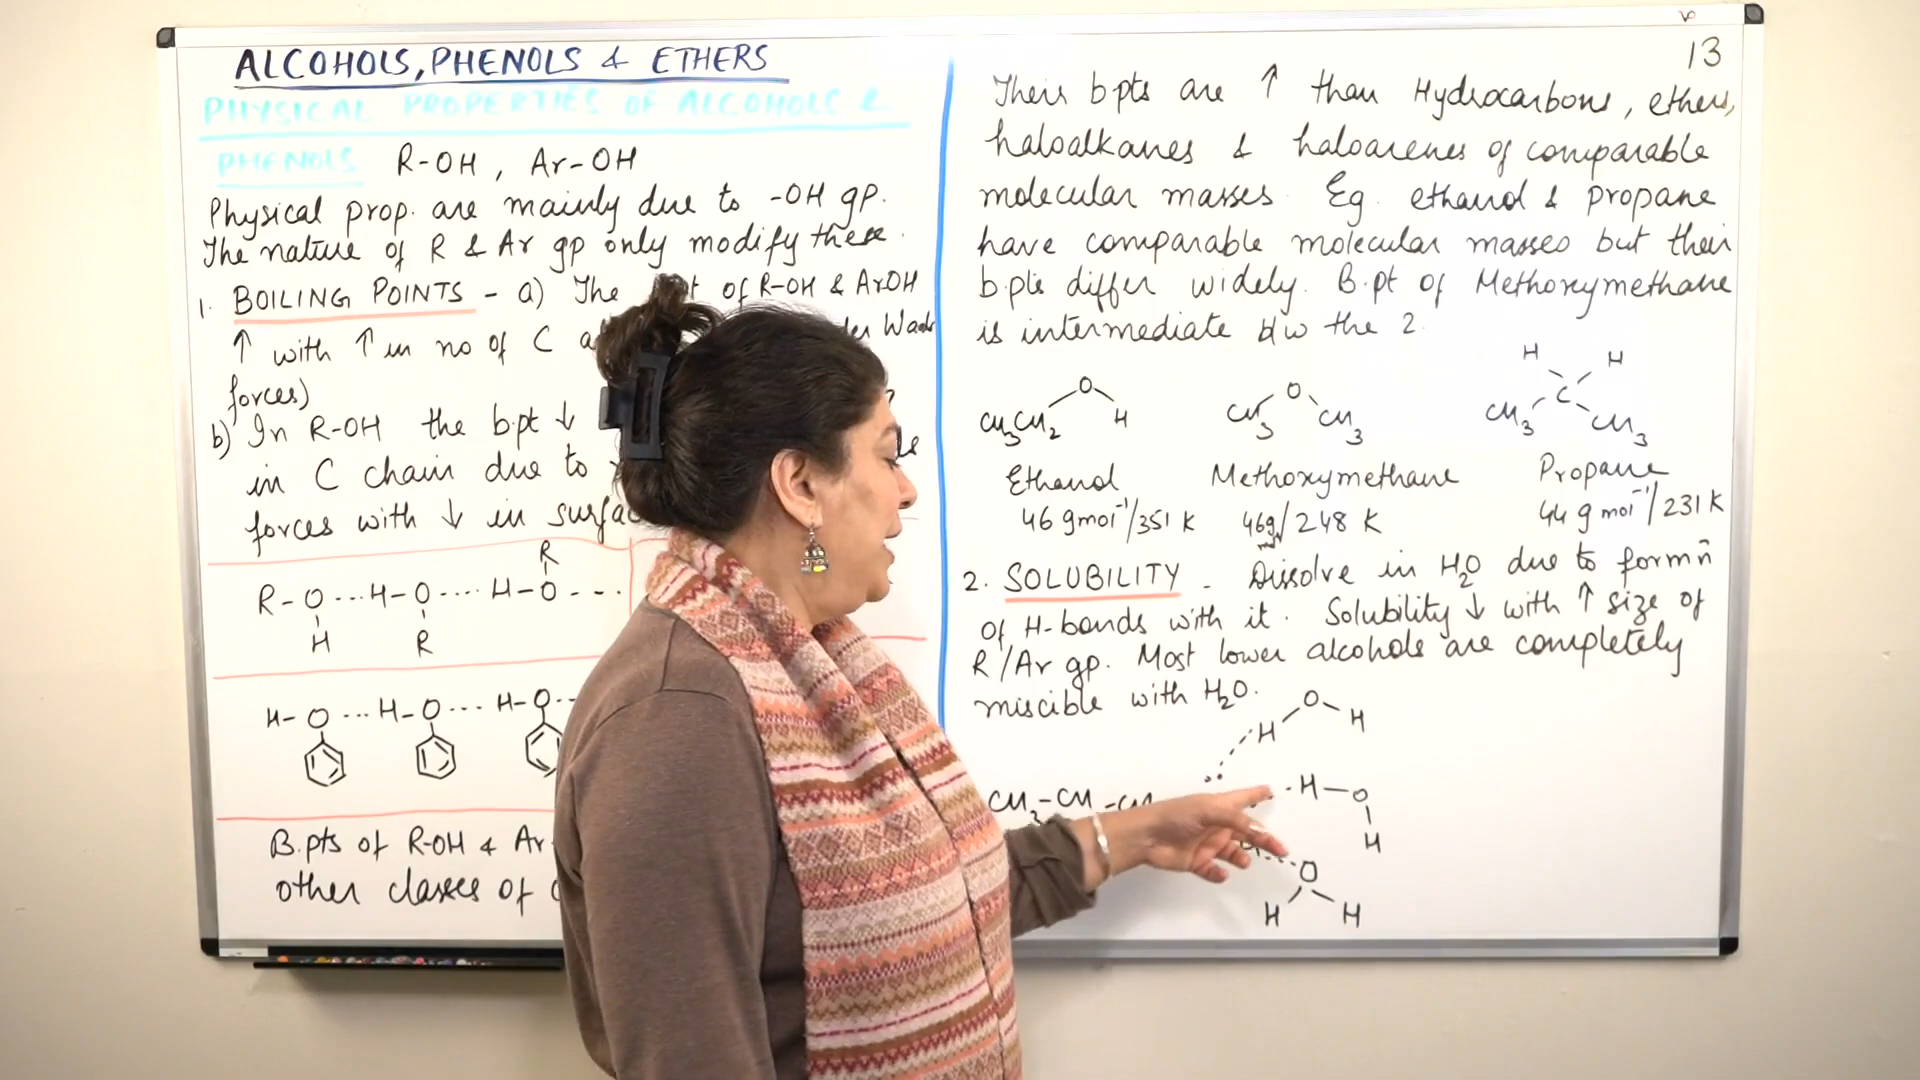 ALCOHOLS, PHENOLS & ETHERS
PHYSICAL PROPERTIES OF ALCOHOLS &
PHENOLS R-OH, Ar-OH
Physical prop. are mainly due to -OH gp.
The nature of R & Ar gp only modify these.
1. BOILING POINTS - a) The of R-OH & ArOH
↑ with ↑ in no of C Waals
forces)
b) In R-OH the b.pt ↓
in C chain due to
forces with ↓ in
R
R-O---H-O----H-O---
H R
H-O---H-O---H-O--
B.pts of R-OH &
other classes of
13
Their b pts are ↑ than Hydrocarbons, ethers,
haloalkanes & haloarenes of comparable
molecular masses. Eg. ethanol & propane
have comparable molecular masses but their
b.pts differ widely. B.pt of Methoxymethane
is intermediate b/w the 2.
H H
O O C
CH3CH2 H CH3 CH3 CH3 CH3
Ethanol Methoxymethane Propane
46 gmol⁻¹/351 K 46g/mol/248 K 44 g mol⁻¹/231 K
2. SOLUBILITY - Dissolve in H2O due to formn̄
of H-bonds with it. Solubility ↓ with ↑ size of
R/Ar gp. Most lower alcohols are completely
miscible with H2O.
O
H H
CH3-CH H-O
H
O
H H